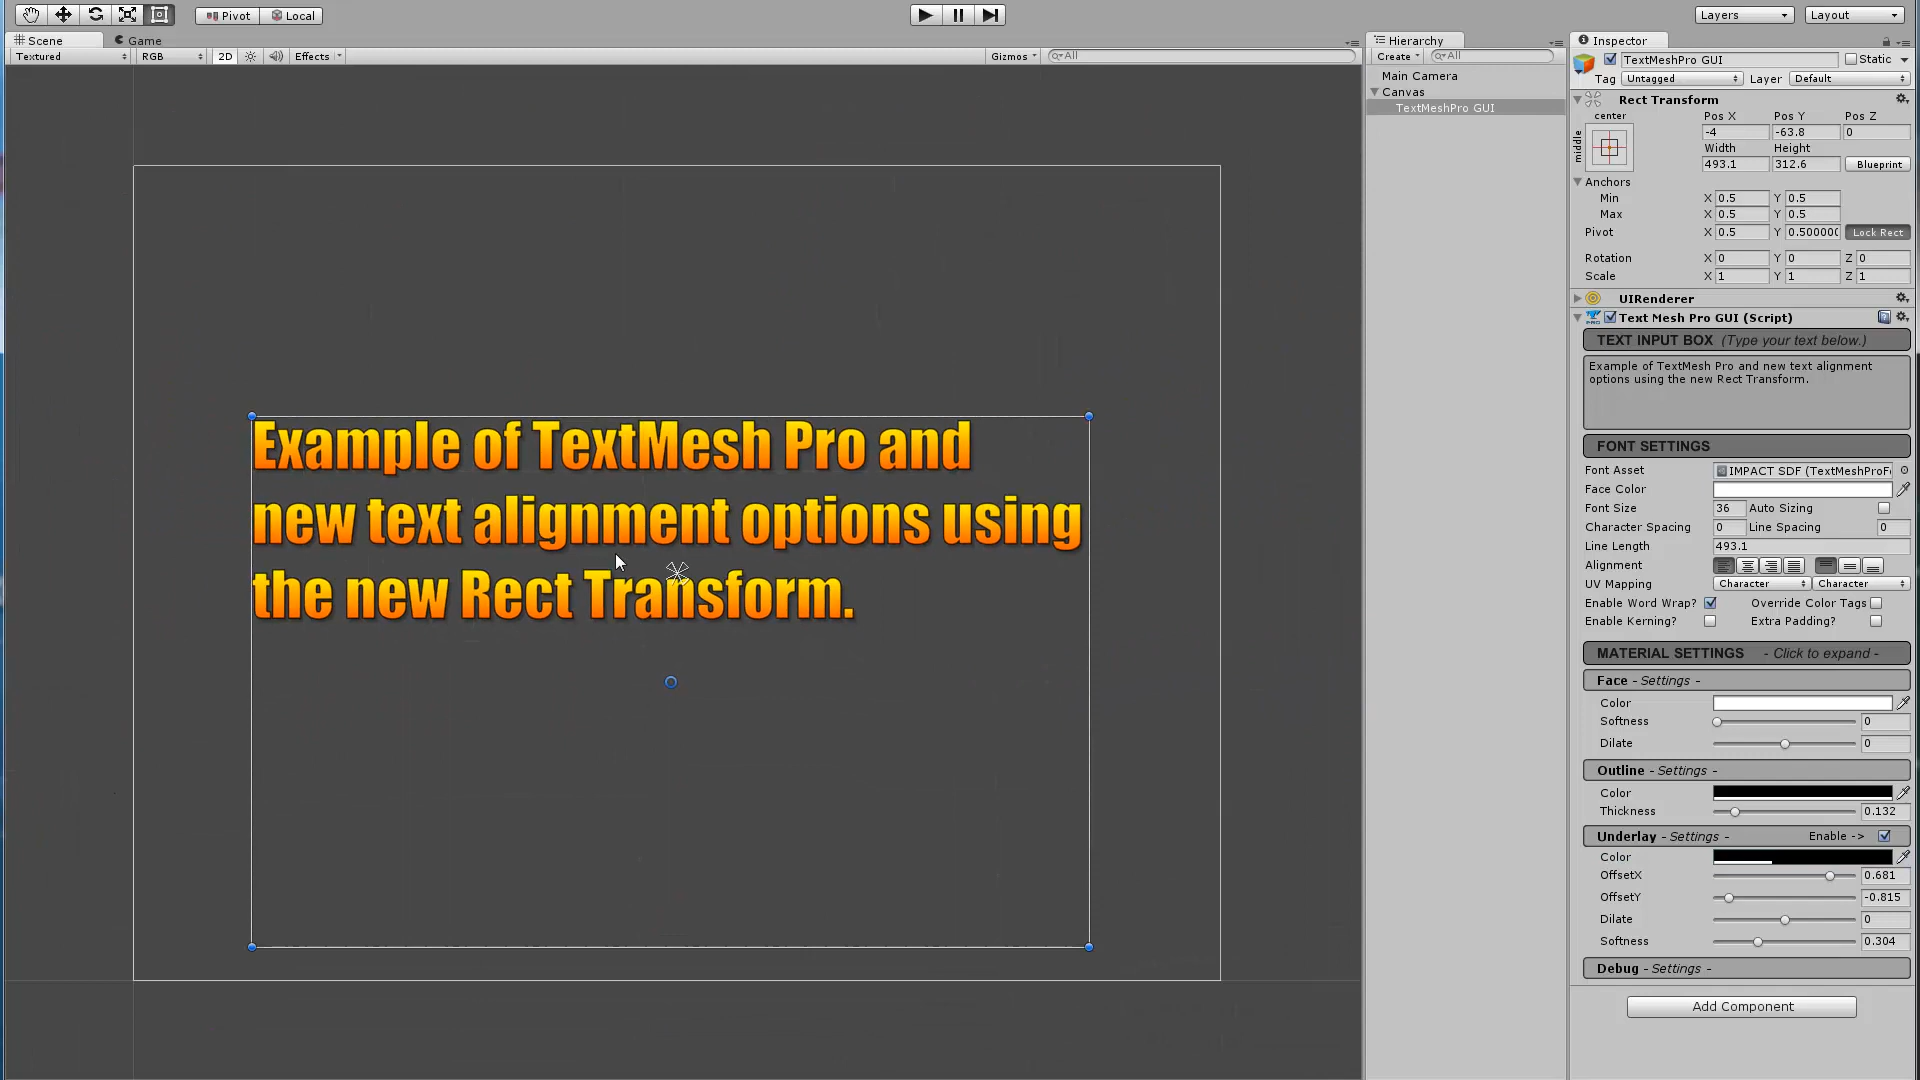 Pivot Local Layers Layout
Scene Game
Textured RGB 2D Effects Gizmos All
Hierarchy
Create All
Main Camera
Canvas
TextMeshPro GUI
Inspector
TextMeshPro GUI Static
Tag Untagged Layer Default
Rect Transform
center Pos X Pos Y Pos Z
middle -4 -63.8 0
Width Height
493.1 312.6 Blueprint
Anchors
Min X 0.5 Y 0.5
Max X 0.5 Y 0.5
Pivot X 0.5 Y 0.50000( Lock Rect
Rotation X 0 Y 0 Z 0
Scale X 1 Y 1 Z 1
UIRenderer
Text Mesh Pro GUI (Script)
TEXT INPUT BOX (Type your text below.)
Example of TextMesh Pro and new text alignment
options using the new Rect Transform.
FONT SETTINGS
Font Asset IMPACT SDF (TextMeshProF
Face Color
Font Size 36 Auto Sizing
Character Spacing 0 Line Spacing 0
Line Length 493.1
Alignment
UV Mapping Character Character
Enable Word Wrap? Override Color Tags
Enable Kerning? Extra Padding?
MATERIAL SETTINGS - Click to expand -
Face - Settings -
Color
Softness 0
Dilate 0
Outline - Settings -
Color
Thickness 0.132
Underlay - Settings - Enable ->
Color
OffsetX 0.681
OffsetY -0.815
Dilate 0
Softness 0.304
Debug - Settings -
Add Component
Example of TextMesh Pro and
new text alignment options using
the new Rect Transform.